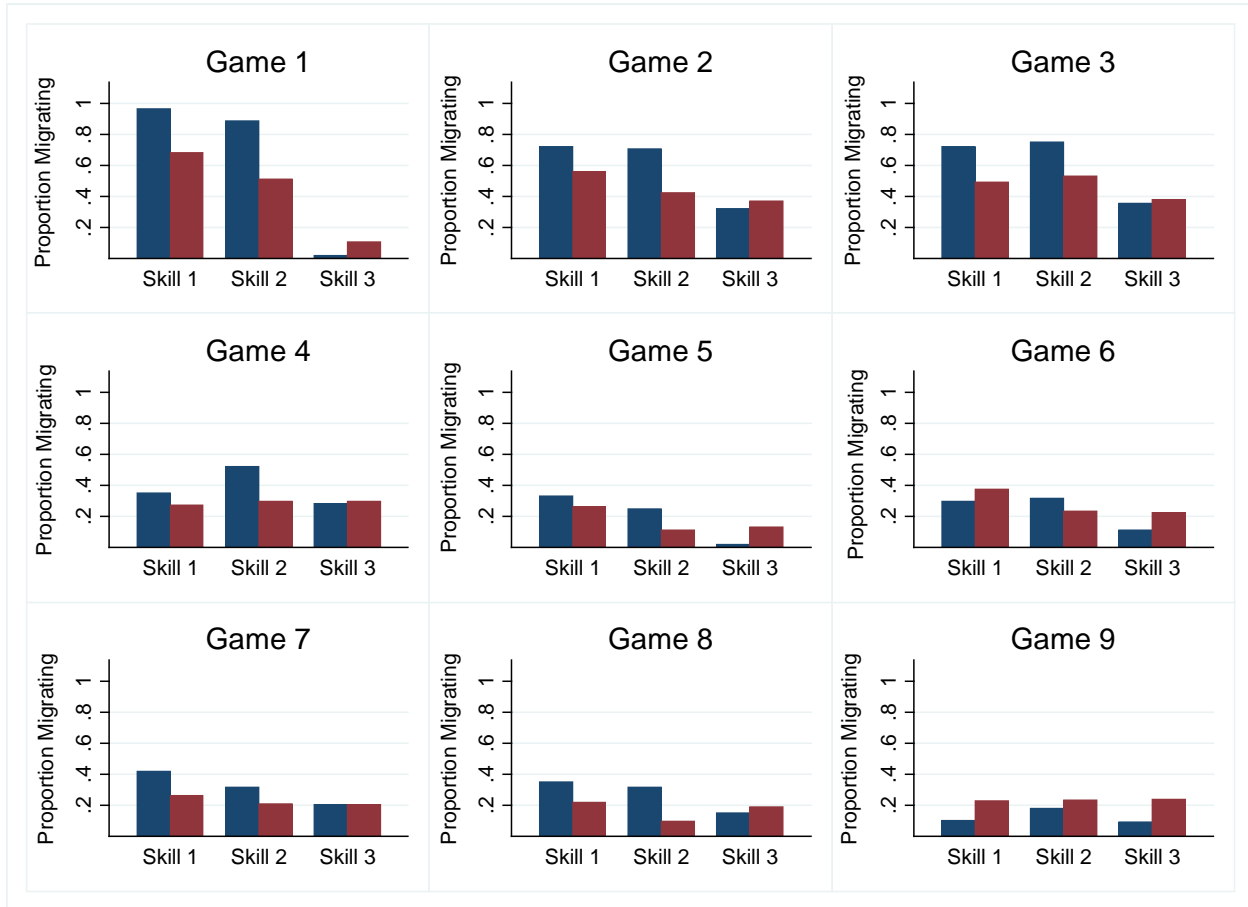 Game 1
Proportion Migrating
1
.8
.6
.4
.2
Skill 1 Skill 2 Skill 3
Game 2
Proportion Migrating
1
.8
.6
.4
.2
Skill 1 Skill 2 Skill 3
Game 3
Proportion Migrating
1
.8
.6
.4
.2
Skill 1 Skill 2 Skill 3
Game 4
Proportion Migrating
1
.8
.6
.4
.2
Skill 1 Skill 2 Skill 3
Game 5
Proportion Migrating
1
.8
.6
.4
.2
Skill 1 Skill 2 Skill 3
Game 6
Proportion Migrating
1
.8
.6
.4
.2
Skill 1 Skill 2 Skill 3
Game 7
Proportion Migrating
1
.8
.6
.4
.2
Skill 1 Skill 2 Skill 3
Game 8
Proportion Migrating
1
.8
.6
.4
.2
Skill 1 Skill 2 Skill 3
Game 9
Proportion Migrating
1
.8
.6
.4
.2
Skill 1 Skill 2 Skill 3